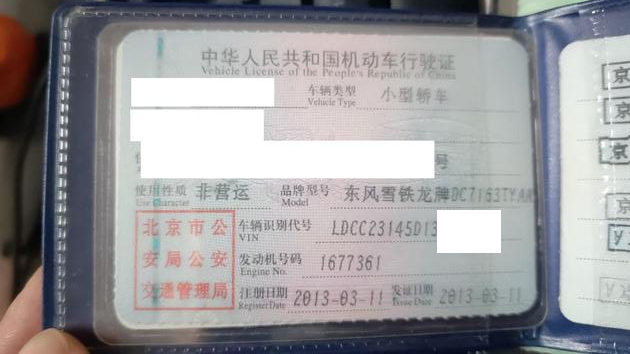 中华人民共和国机动车行驶证
Vehicle License of the People's Republic of China
车辆类型 小型轿车
Vehicle Type
号
使用性质 非营运 品牌型号 东风雪铁龙牌DC7163TYAA
Use Character Model
北京市公
安局公安
交通管理局
车辆识别代号 LDCC23145D13
VIN
发动机号码 1677361
Engine No.
注册日期 2013-03-11 发证日期 2013-03-11
Register Date Issue Date
京
京
京
京